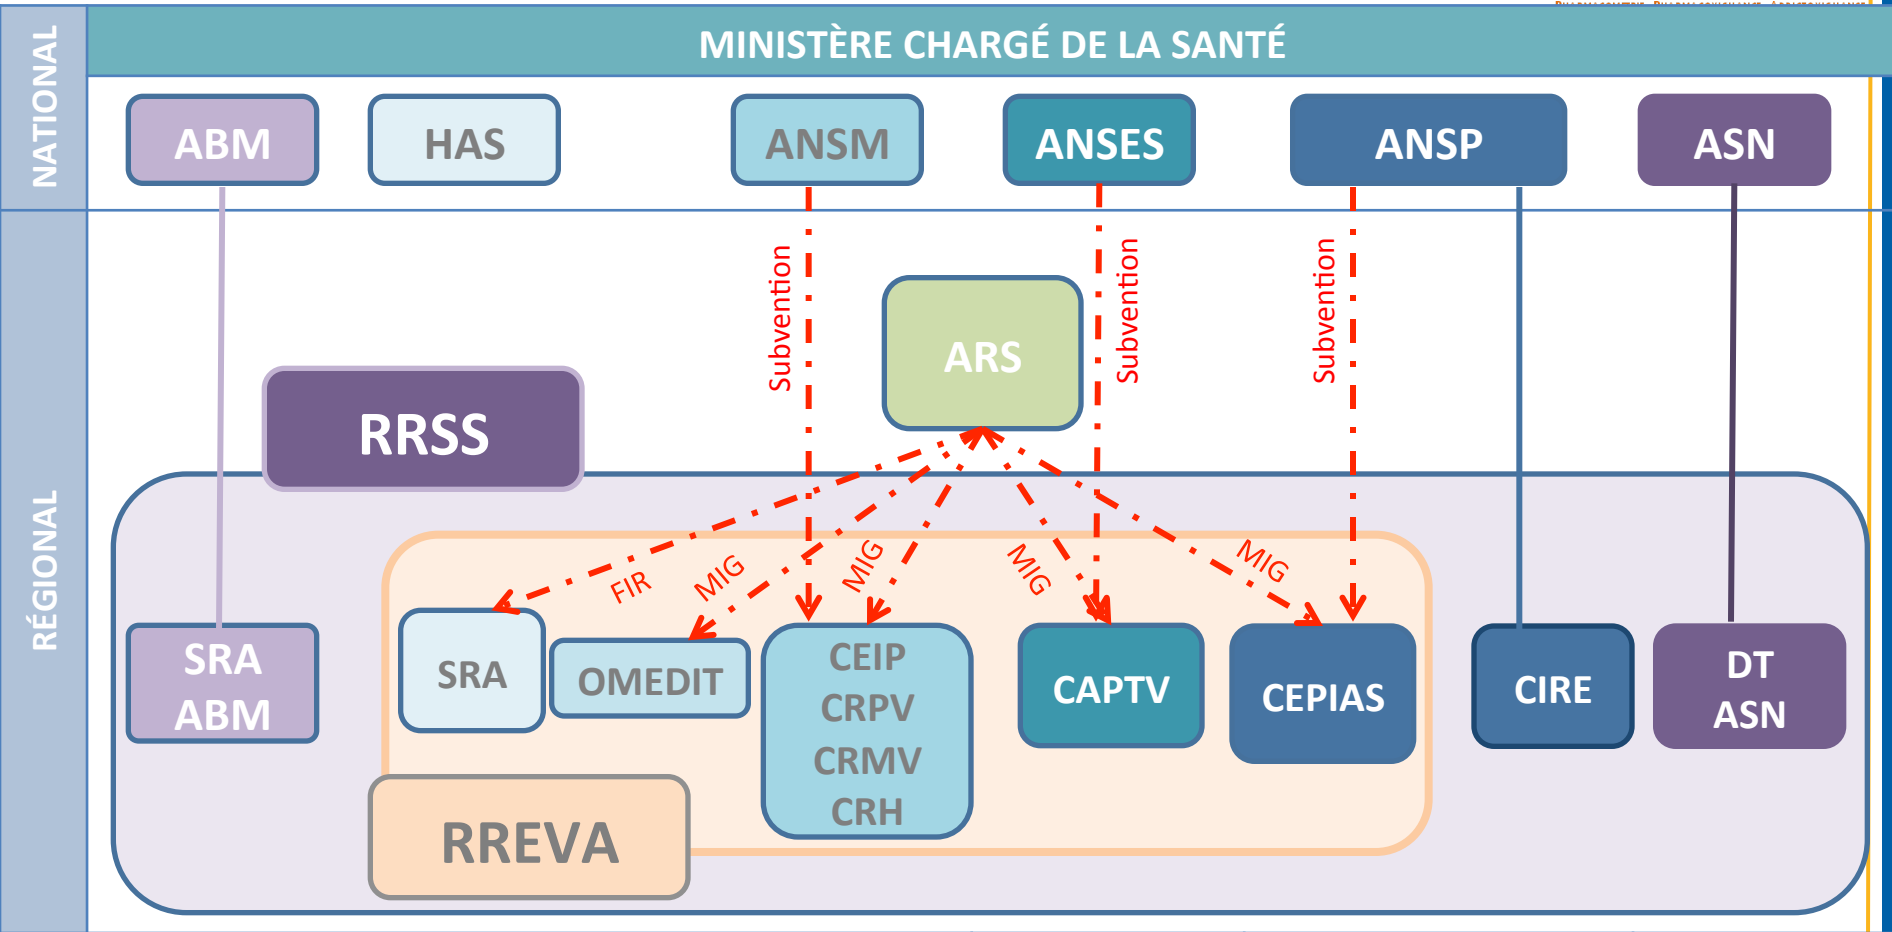 MINISTÈRE CHARGÉ DE LA SANTÉ
NATIONAL
ABM
HAS
ANSM
ANSES
ANSP
ASN
RÉGIONAL
Subvention
Subvention
Subvention
ARS
RRSS
FIR
MIG
MIG
MIG
MIG
SRA
ABM
SRA
OMEDIT
CEIP
CRPV
CRMV
CRH
CAPTV
CEPIAS
CIRE
DT
ASN
RREVA